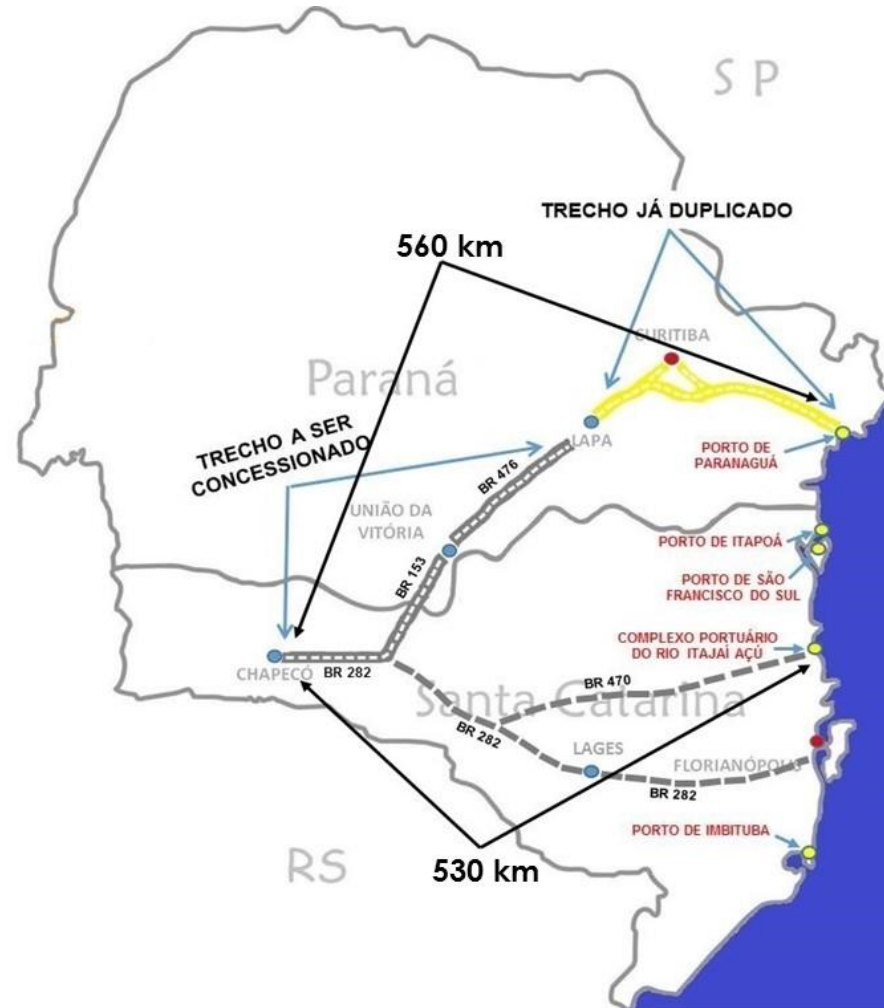 S P
TRECHO JÁ DUPLICADO
560 km
CURITIBA
Paraná
LAPA
PORTO DE
PARANAGUÁ
TRECHO A SER
CONCESSIONADO
BR 476
UNIÃO DA
VITÓRIA
PORTO DE ITAPOÁ
PORTO DE SÃO
FRANCISCO DO SUL
BR 153
COMPLEXO PORTUÁRIO
DO RIO ITAJAÍ AÇÚ
CHAPECÓ
BR 282
BR 470
Santa Catarina
BR 282
LAGES
FLORIANÓPOLIS
BR 282
PORTO DE IMBITUBA
RS
530 km